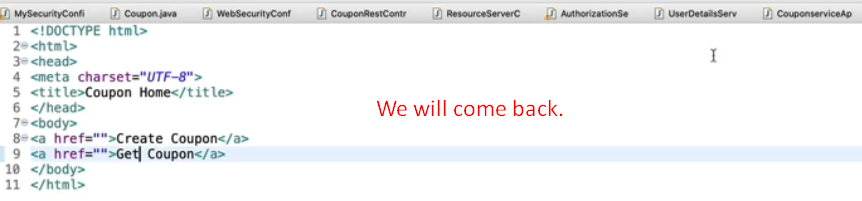 MySecurityConfi Coupon.java WebSecurityConf CouponRestContr ResourceServerC AuthorizationSe UserDetailsServ CouponserviceAp
1 <!DOCTYPE html>
2 <html>
3 <head>
4 <meta charset="UTF-8">
5 <title>Coupon Home</title>
6 </head>
We will come back.
7 <body>
8 <a href="">Create Coupon</a>
9 <a href="">Get Coupon</a>
10 </body>
11 </html>